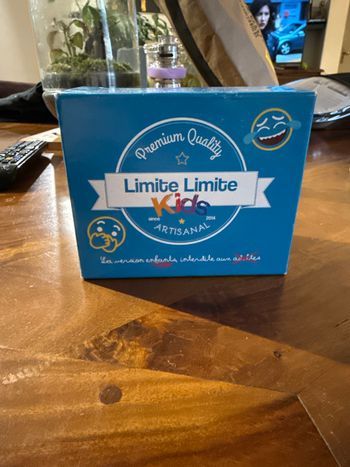 Premium Quality
Limite Limite
Kids
since 2014
ARTISANAL
La version enfants, interdite aux adultes